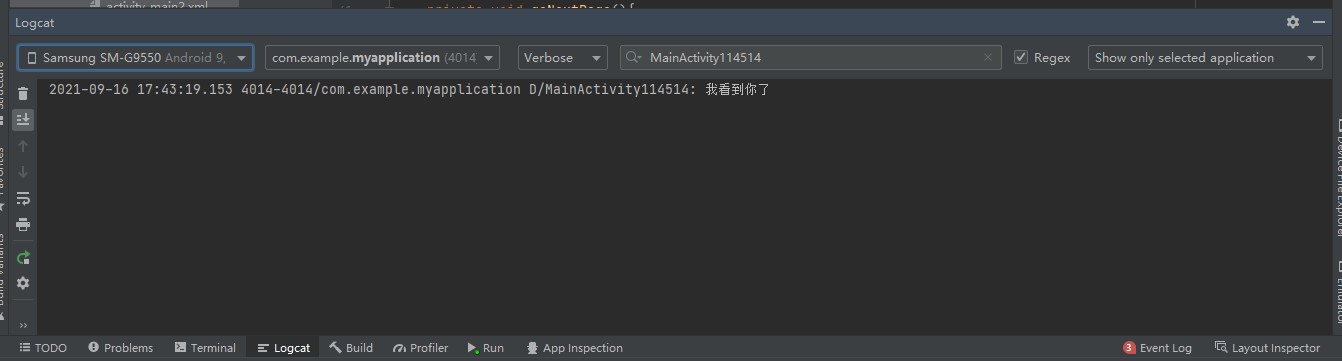 activity_main2.xml
private void goNextPage(){
Logcat
Samsung SM-G9550 Android 9,
com.example.myapplication (4014
Verbose
MainActivity114514
Regex
Show only selected application
2021-09-16 17:43:19.153 4014-4014/com.example.myapplication D/MainActivity114514: 我看到你了
Favorites
Device File Explorer
TODO
Problems
Terminal
Logcat
Build
Profiler
Run
App Inspection
3
Event Log
Layout Inspector